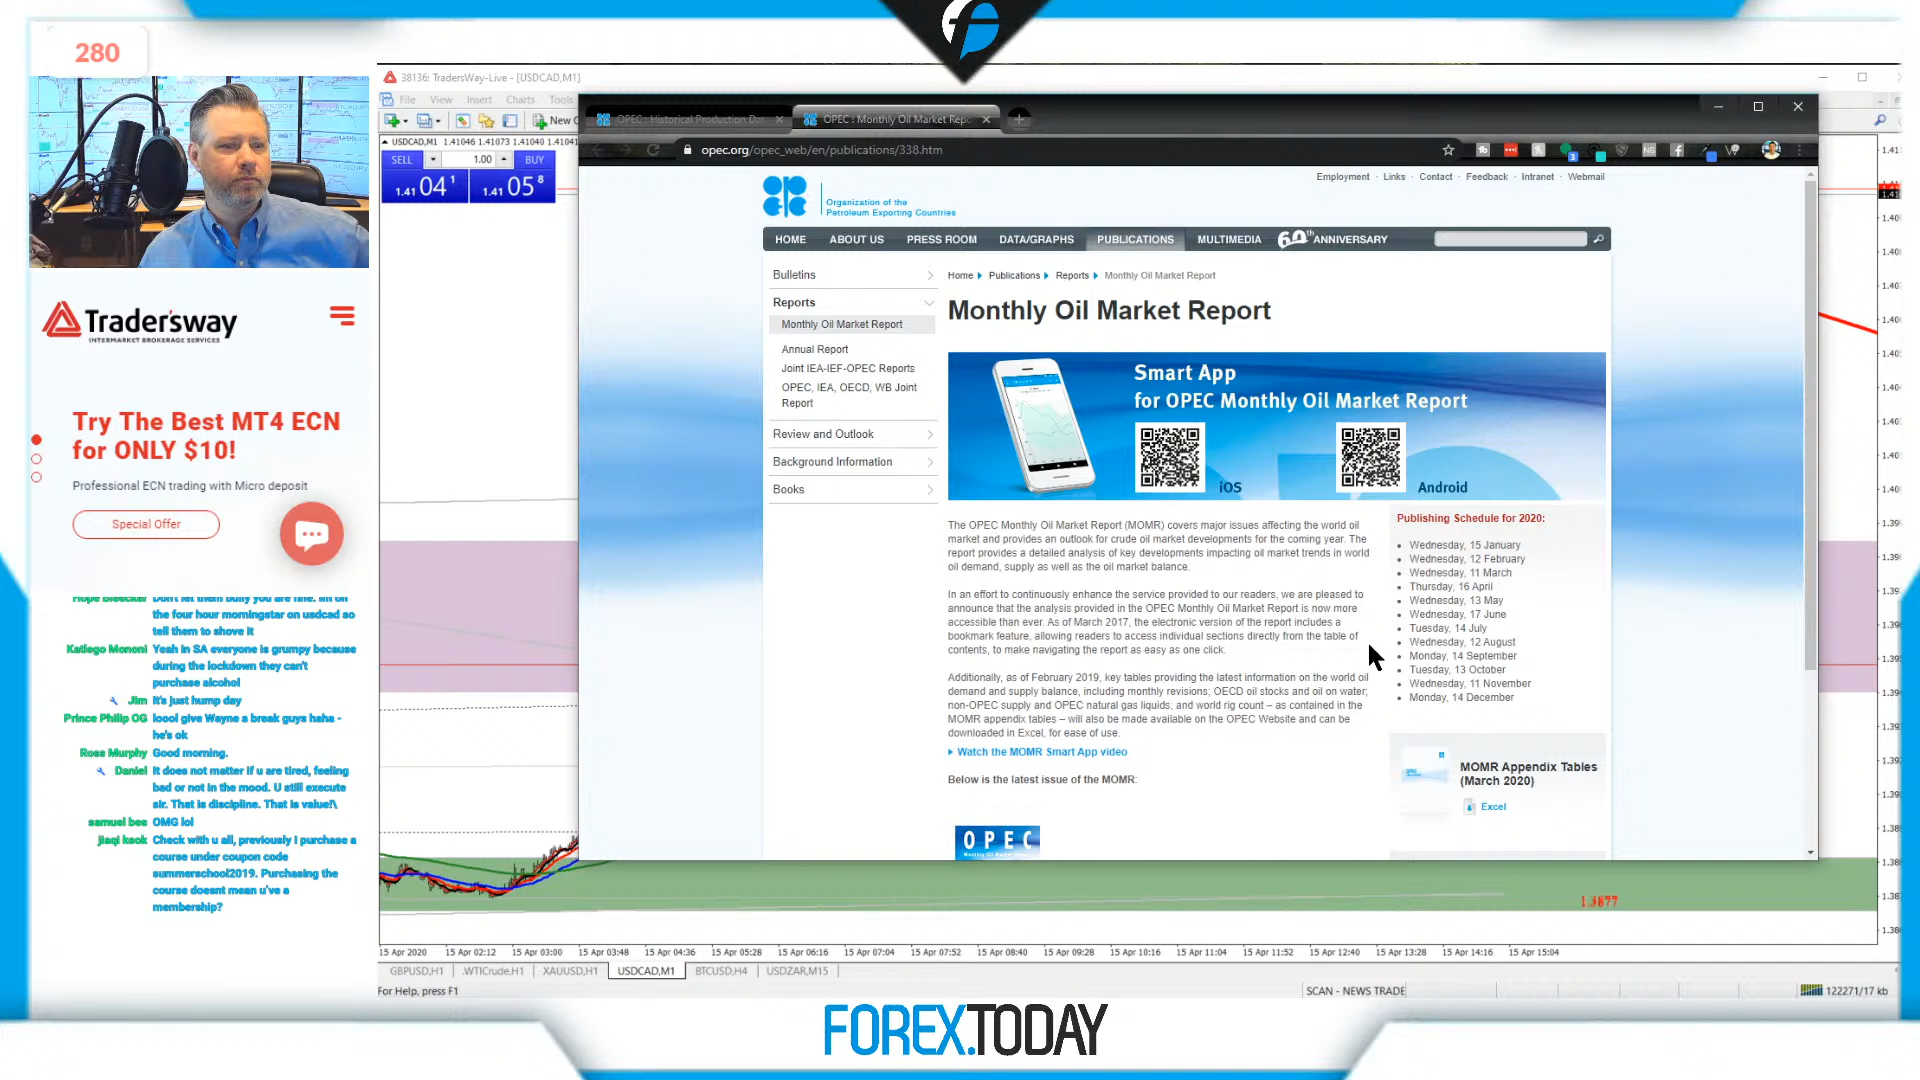 280
38136: TradersWay-Live - [USDCAD,M1]
File View Insert Charts Tools
USDCAD,M1 1.41046 1.41073 1.41040 1.41041
SELL 1.00 BUY
1.41 04 1 1.41 05 8
OPEC : Monthly Oil Market Repo
opec.org/opec_web/en/publications/338.htm
Employment · Links · Contact · Feedback · Intranet · Webmail
Organization of the
Petroleum Exporting Countries
HOME ABOUT US PRESS ROOM DATA/GRAPHS PUBLICATIONS MULTIMEDIA 60th ANNIVERSARY
Bulletins
Reports
Monthly Oil Market Report
Annual Report
Joint IEA-IEF-OPEC Reports
OPEC, IEA, OECD, WB Joint
Report
Review and Outlook
Background Information
Books
Home Publications Reports Monthly Oil Market Report
Monthly Oil Market Report
Smart App
for OPEC Monthly Oil Market Report
iOS Android
The OPEC Monthly Oil Market Report (MOMR) covers major issues affecting the world oil
market and provides an outlook for crude oil market developments for the coming year. The
report provides a detailed analysis of key developments impacting oil market trends in world
oil demand, supply as well as the oil market balance.
In an effort to continuously enhance the service provided to our readers, we are pleased to
announce that the analysis provided in the OPEC Monthly Oil Market Report is now more
accessible than ever. As of March 2017, the electronic version of the report includes a
bookmark feature, allowing readers to access individual sections directly from the table of
contents, to make navigating the report as easy as one click.
Additionally, as of February 2019, key tables providing the latest information on the world oil
demand and supply balance, including monthly revisions; OECD oil stocks and oil on water;
non-OPEC supply and OPEC natural gas liquids; and world rig count – as contained in the
MOMR appendix tables – will also be made available on the OPEC Website and can be
downloaded in Excel, for ease of use.
Watch the MOMR Smart App video
Below is the latest issue of the MOMR:
OPEC
Publishing Schedule for 2020:
Wednesday, 15 January
Wednesday, 12 February
Wednesday, 11 March
Thursday, 16 April
Wednesday, 13 May
Wednesday, 17 June
Tuesday, 14 July
Wednesday, 12 August
Monday, 14 September
Tuesday, 13 October
Wednesday, 11 November
Monday, 14 December
MOMR Appendix Tables
(March 2020)
Excel
Trader'sway
INTERMARKET BROKERAGE SERVICES
Try The Best MT4 ECN
for ONLY $10!
Professional ECN trading with Micro deposit
Special Offer
the four hour morningstar on usdcad so
tell them to shove it
Katlego Mononi Yeah in SA everyone is grumpy because
during the lockdown they can't
purchase alcohol
Jim It's just hump day
Prince Philip OG loool give Wayne a break guys haha -
he's ok
Ross Murphy Good morning.
Daniel It does not matter if u are tired, feeling
bad or not in the mood. U still execute
sir. That is discipline. That is value!\
samuel bee OMG lol
jiaqi keok Check with u all, previously i purchase a
course under coupon code
summerschool2019. Purchasing the
course doesnt mean u've a
membership?
1.3877
15 Apr 2020 15 Apr 02:12 15 Apr 03:00 15 Apr 03:48 15 Apr 04:36 15 Apr 05:28 15 Apr 06:16 15 Apr 07:04 15 Apr 07:52 15 Apr 08:40 15 Apr 09:28 15 Apr 10:16 15 Apr 11:04 15 Apr 11:52 15 Apr 12:40 15 Apr 13:28 15 Apr 14:16 15 Apr 15:04
GBPUSD,H1 .WTICrude,H1 XAUUSD,H1 USDCAD,M1 BTCUSD,H4 USDZAR,M15
For Help, press F1
SCAN - NEWS TRADE
122271/17 kb
FOREX.TODAY